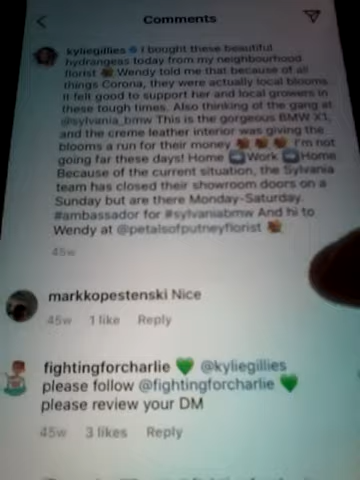 Comments
kyliegillies I bought these beautiful
hydrangeas today from my neighbourhood
florist 💐 Wendy told me that because of all
things Corona, they were actually local blooms.
It felt good to support her and local growers in
these tough times. Also thinking of the gang at
@sylvania_bmw This is the gorgeous BMW X1,
and the creme leather interior was giving the
blooms a run for their money 💐 💐 💐 I'm not
going far these days! Home ➡️Work ➡️Home
Because of the current situation, the Sylvania
team has closed their showroom doors on a
Sunday but are there Monday-Saturday.
#ambassador for #sylvaniabmw And hi to
Wendy at @petalsofputneyflorist 💐
45w
markkopestenski Nice
45w 1 like Reply
fightingforcharlie 💚 @kyliegillies
please follow @fightingforcharlie 💚
please review your DM
45w 3 likes Reply